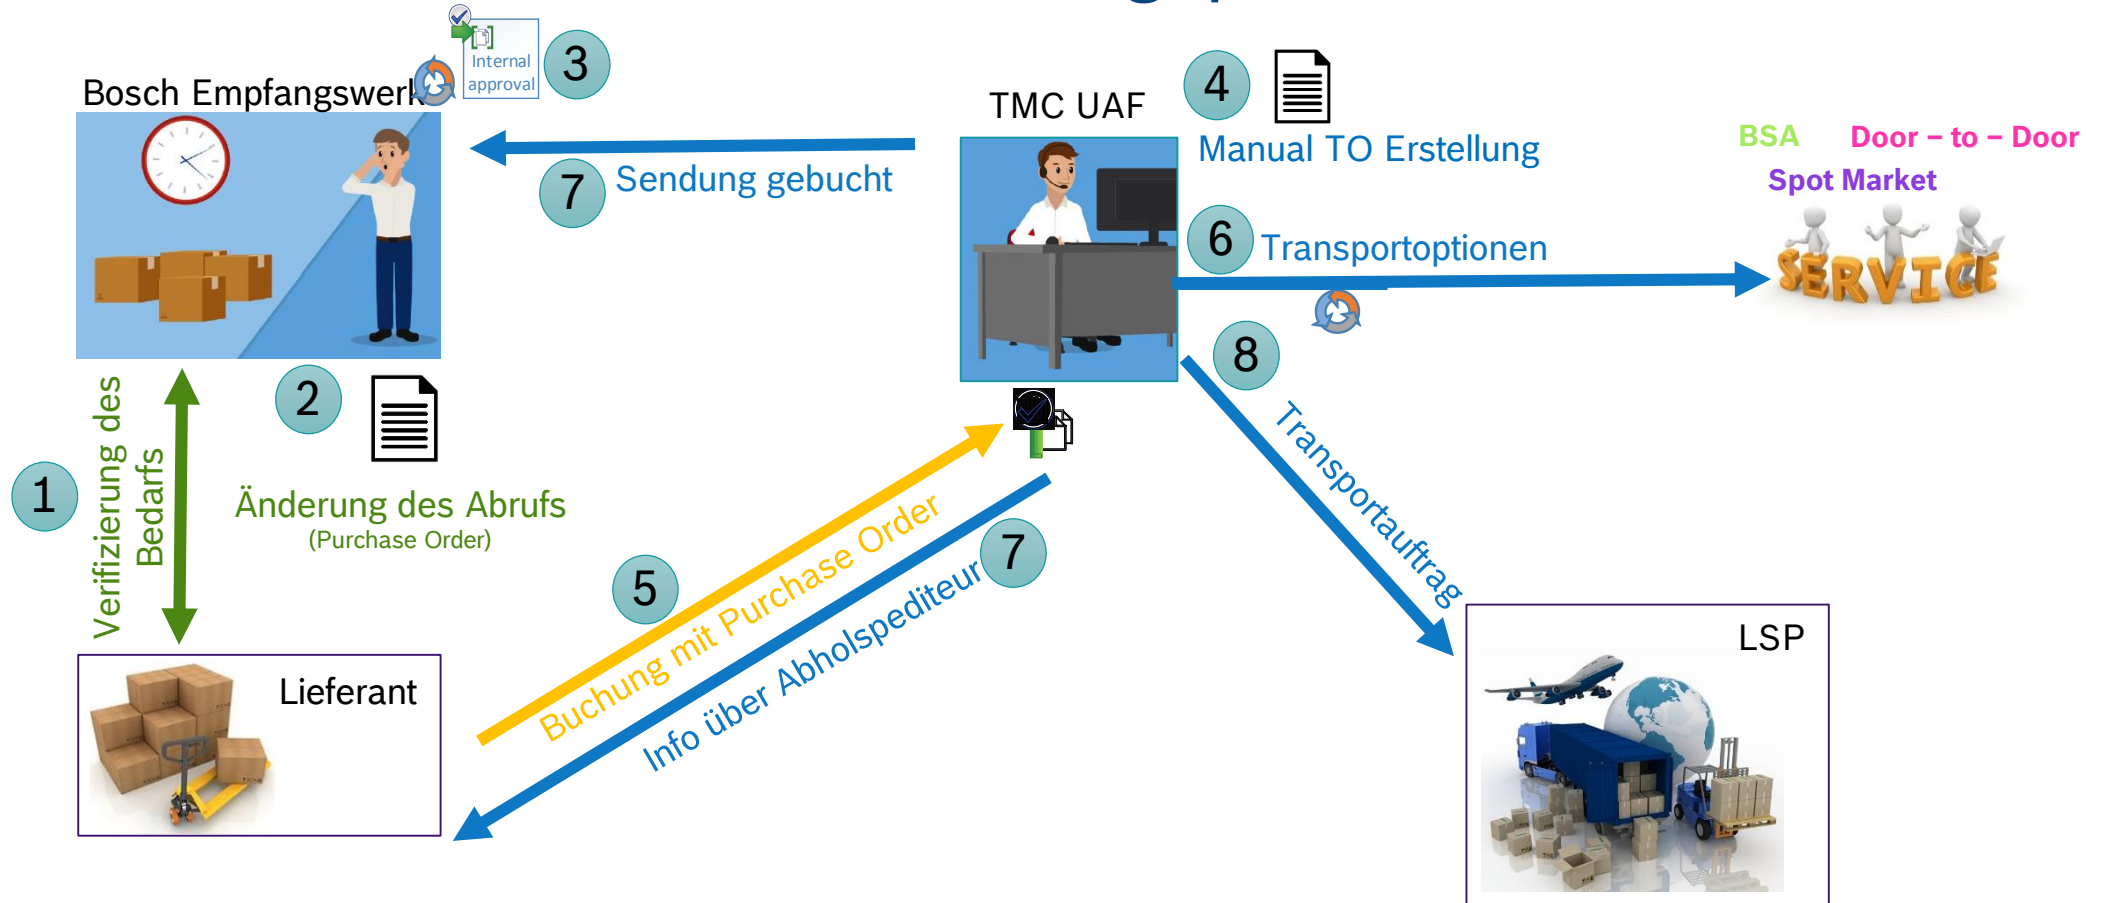 Internal
approval
3
Bosch Empfangswerk
7
Sendung gebucht
TMC UAF
4
Manual TO Erstellung
6
Transportoptionen
BSA
Door – to – Door
Spot Market
SERVICE
8
Transportauftrag
1
Verifizierung des
Bedarfs
2
Änderung des Abrufs
(Purchase Order)
5
Buchung mit Purchase Order
Info über Abholspediteur
7
Lieferant
LSP